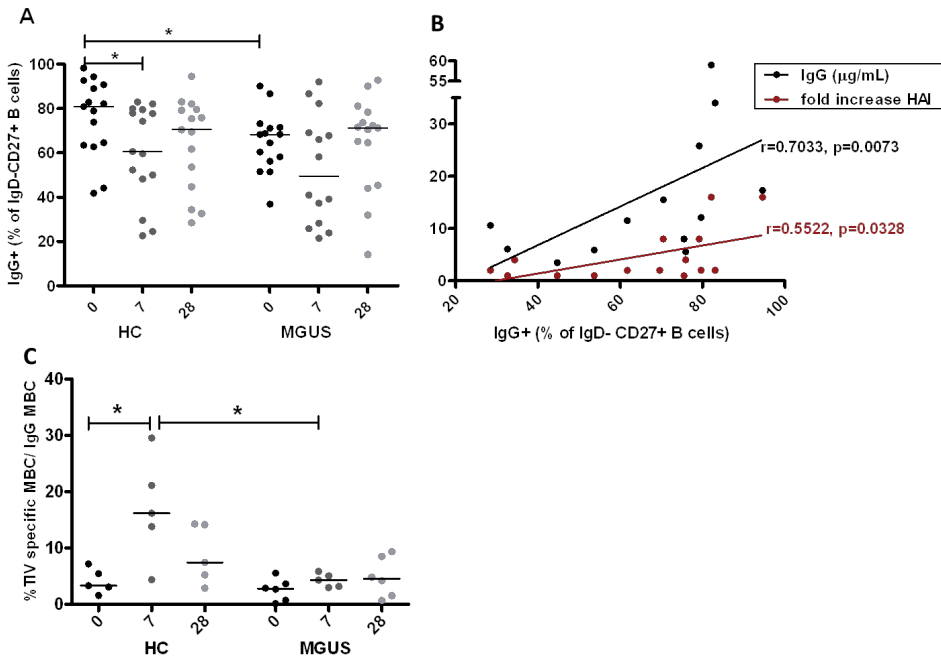 A
IgG+ (% of IgD-CD27+ B cells)
100
80
60
40
20
0
*
*
0
7
28
0
7
28
HC
MGUS
B
60
55
30
20
10
0
IgG (µg/mL)
fold increase HAI
r=0.7033, p=0.0073
r=0.5522, p=0.0328
20
40
60
80
100
IgG+ (% of IgD- CD27+ B cells)
C
% TIV specific MBC/ IgG MBC
40
30
20
10
0
*
*
0
7
28
0
7
28
HC
MGUS